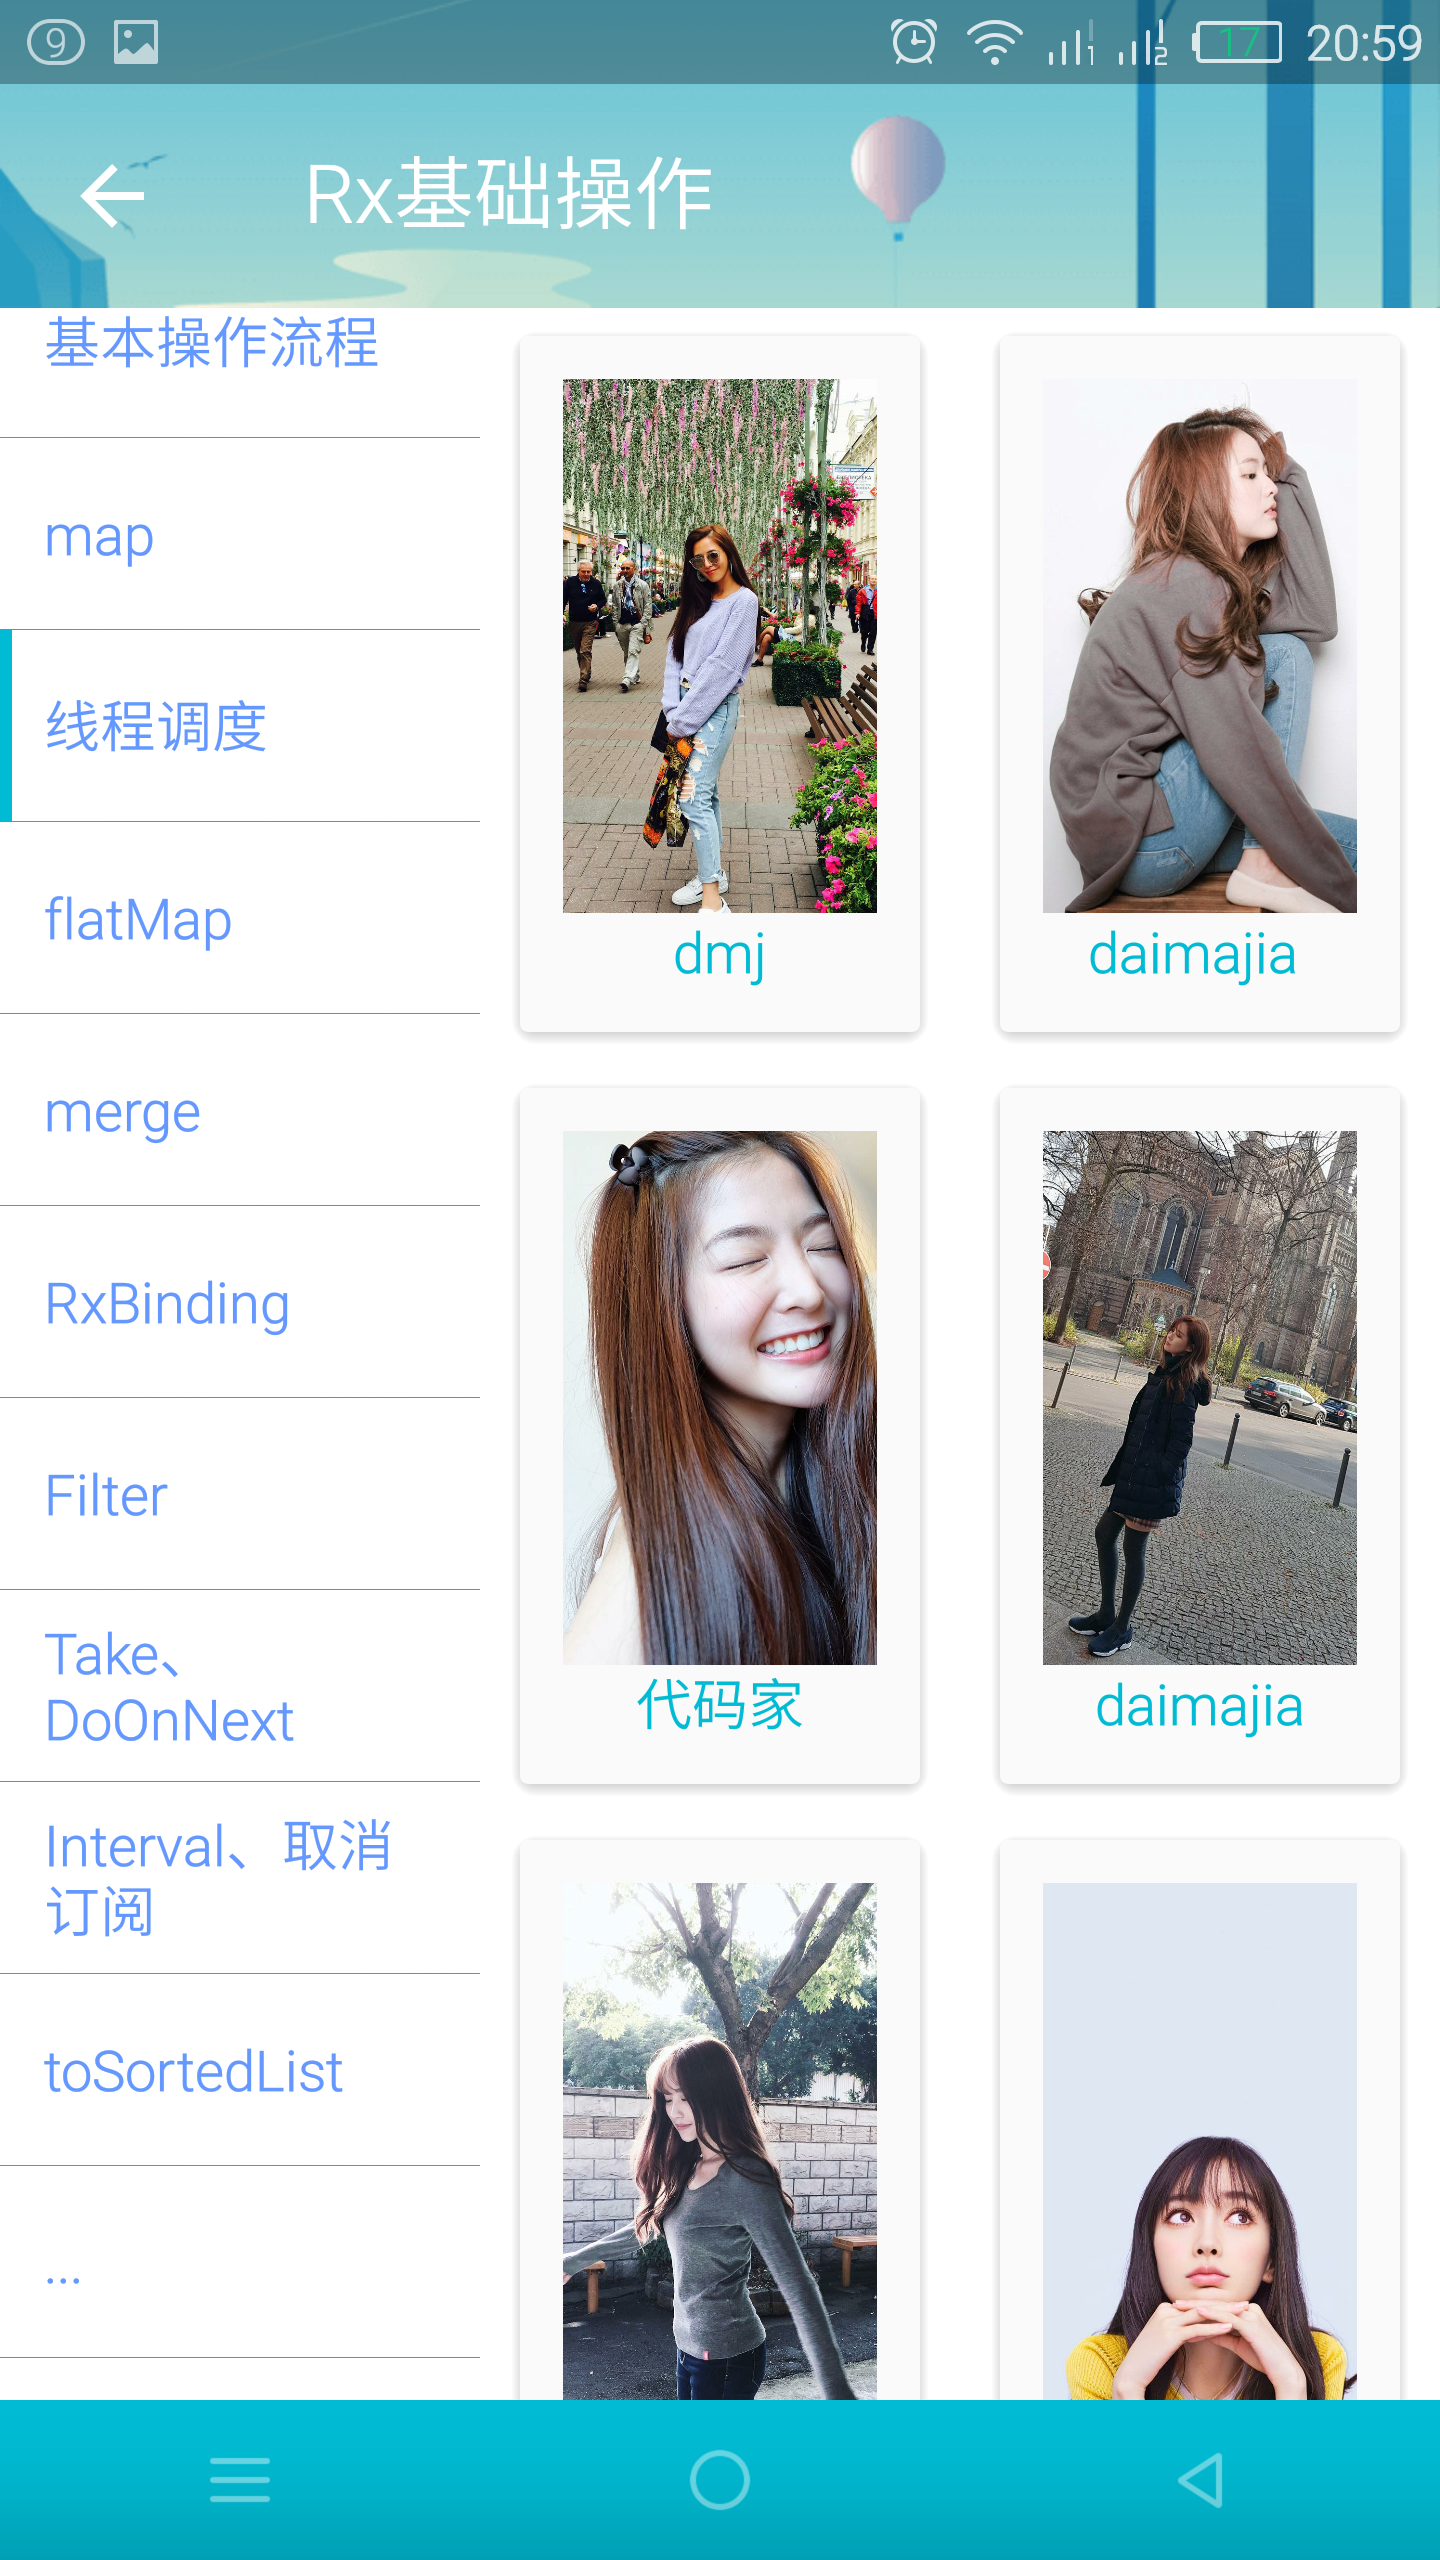 9
1
2
17
20:59
Rx基础操作
基本操作流程
map
线程调度
flatMap
merge
RxBinding
Filter
Take、
DoOnNext
Interval、取消
订阅
toSortedList
...
dmj
daimajia
代码家
daimajia